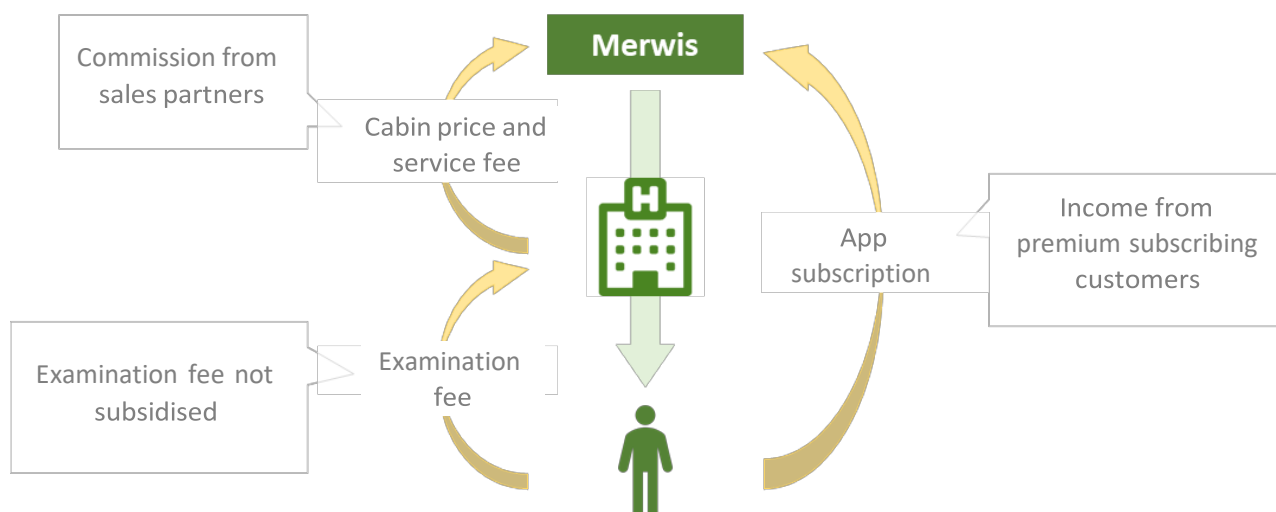 Commission from
sales partners
Merwis
Cabin price and
service fee
H
App
subscription
Income from
premium subscribing
customers
Examination fee not
subsidised
Examination
fee